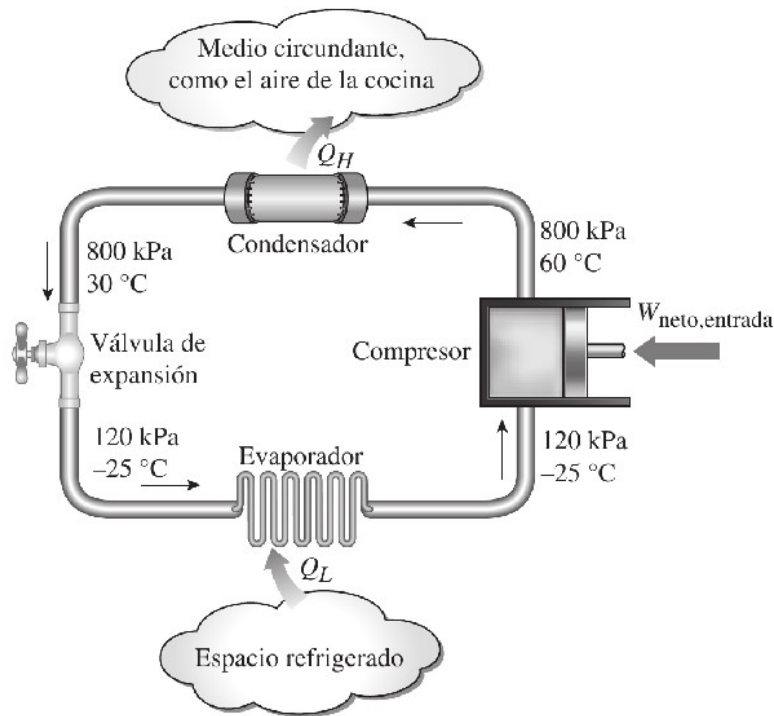 Medio circundante,
como el aire de la cocina
Q_H
Condensador
800 kPa
30 °C
800 kPa
60 °C
Válvula de
expansión
Compresor
W_neto,entrada
120 kPa
–25 °C
Evaporador
120 kPa
–25 °C
Q_L
Espacio refrigerado